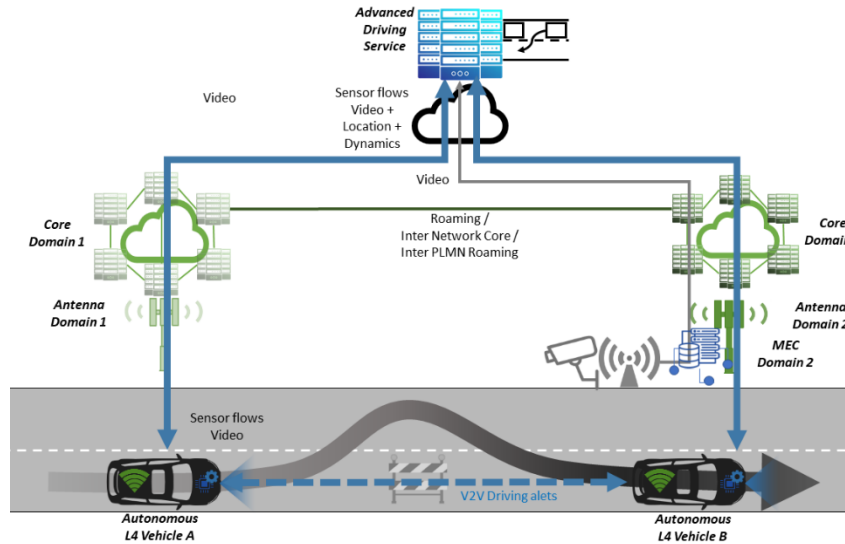 Advanced
Driving
Service
Video
Sensor flows
Video +
Location +
Dynamics
Video
Core
Domain 1
Roaming /
Inter Network Core /
Inter PLMN Roaming
Core
Domain
Antenna
Domain 1
Antenna
Domain 2
MEC
Domain 2
Sensor flows
Video
V2V Driving alets
Autonomous
L4 Vehicle A
Autonomous
L4 Vehicle B